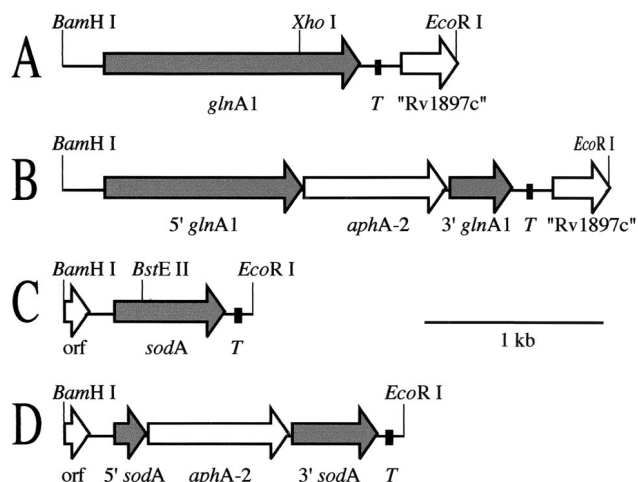 A
BamH I
Xho I
EcoR I
glnA1
T
"Rv1897c"
B
BamH I
EcoR I
5' glnA1
aphA-2
3' glnA1
T
"Rv1897c"
C
BamH I
BstE II
EcoR I
orf
sodA
T
1 kb
D
BamH I
EcoR I
orf
5' sodA
aphA-2
3' sodA
T